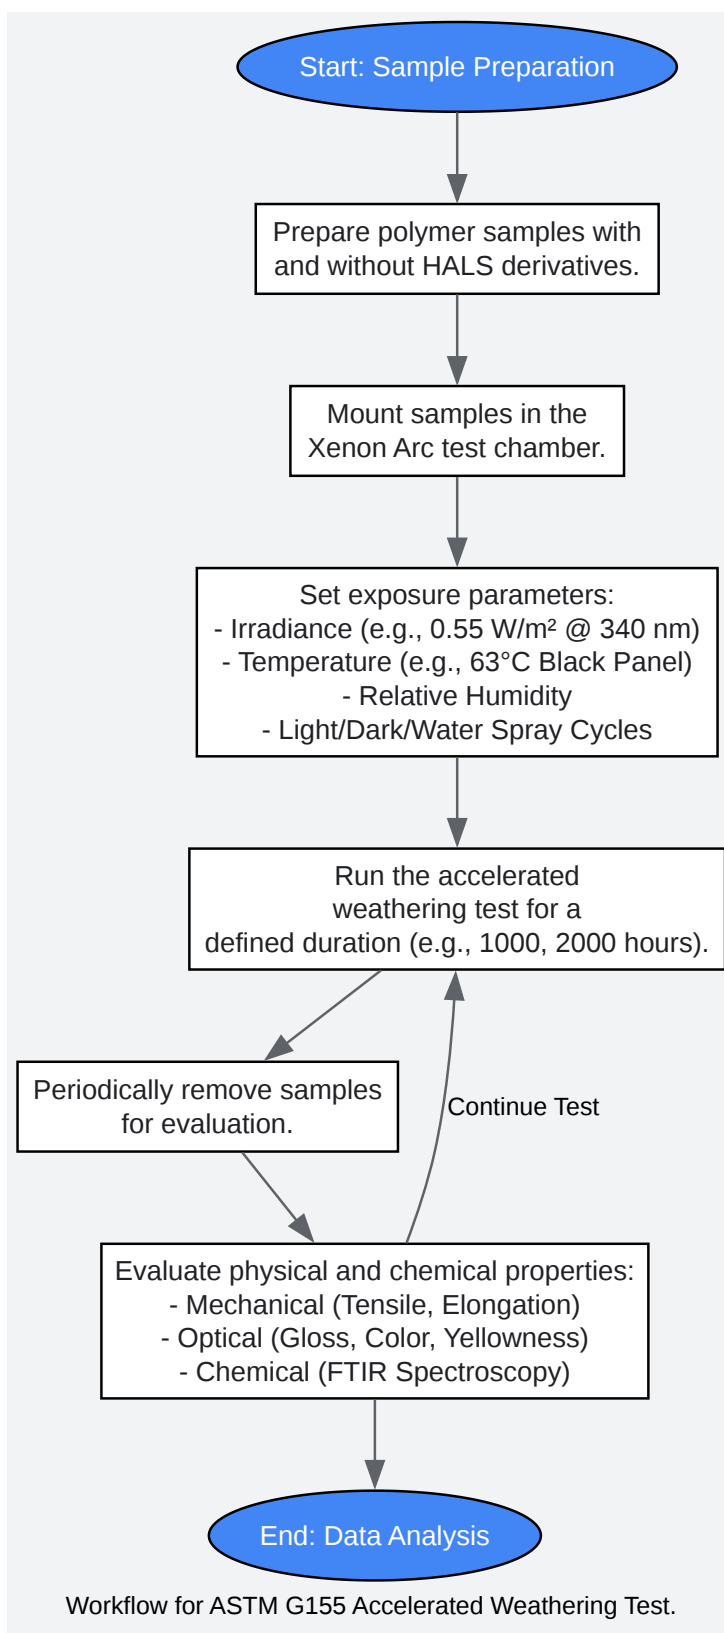 Start: Sample Preparation
Prepare polymer samples with
and without HALS derivatives.
Mount samples in the
Xenon Arc test chamber.
Set exposure parameters:
- Irradiance (e.g., 0.55 W/m² @ 340 nm)
- Temperature (e.g., 63°C Black Panel)
- Relative Humidity
- Light/Dark/Water Spray Cycles
Run the accelerated
weathering test for a
defined duration (e.g., 1000, 2000 hours).
Periodically remove samples
for evaluation.
Continue Test
Evaluate physical and chemical properties:
- Mechanical (Tensile, Elongation)
- Optical (Gloss, Color, Yellowness)
- Chemical (FTIR Spectroscopy)
End: Data Analysis
Workflow for ASTM G155 Accelerated Weathering Test.